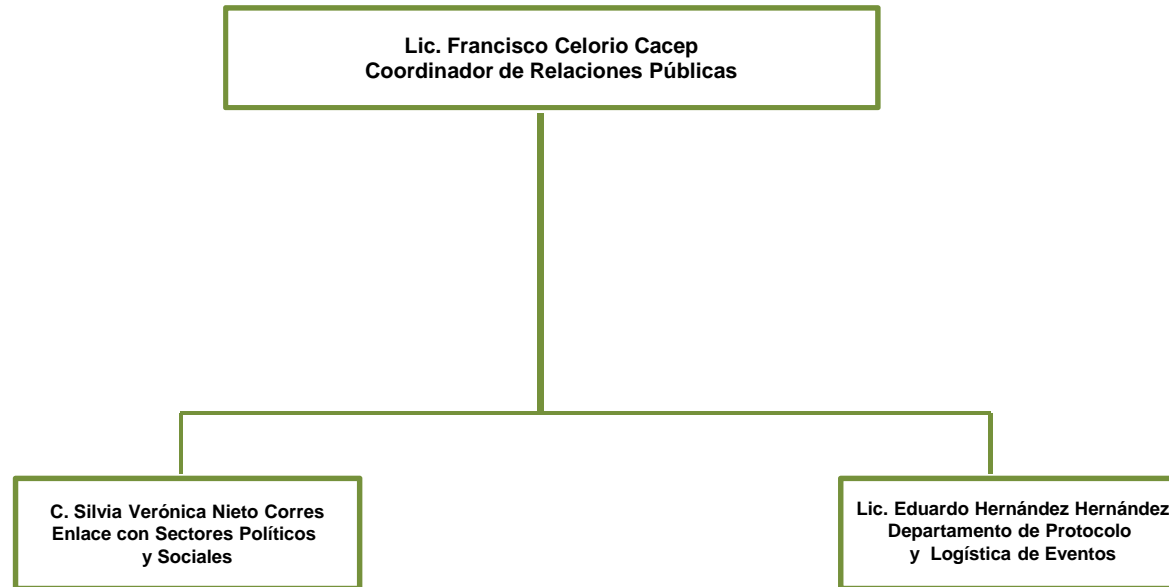 Lic. Francisco Celorio Cacep
Coordinador de Relaciones Públicas
C. Silvia Verónica Nieto Corres
Enlace con Sectores Políticos
y Sociales
Lic. Eduardo Hernández Hernández
Departamento de Protocolo
y Logística de Eventos